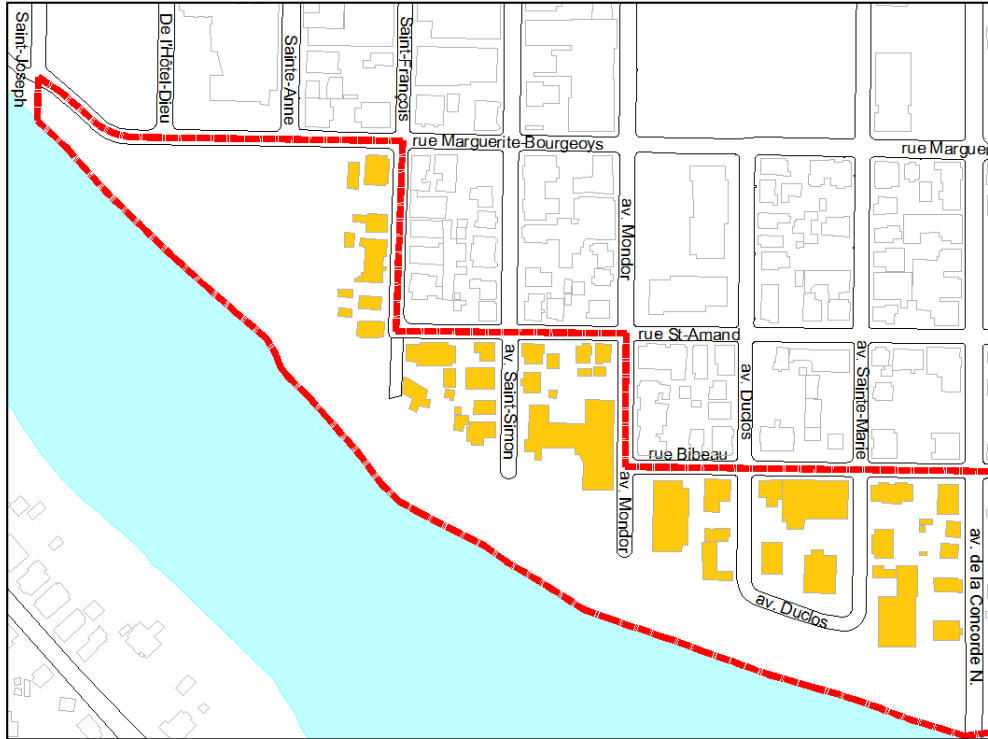 Saint-Joseph
De l'Hôtel-Dieu
Sainte-Anne
Saint-François
rue Marguerite-Bourgeoys
rue Marguer
av. Mondor
rue St-Amand
av. Saint-Simon
av. Duclos
av. Sainte-Marie
rue Bibeau
av. Mondor
av. Duclos
av. de la Concorde N.